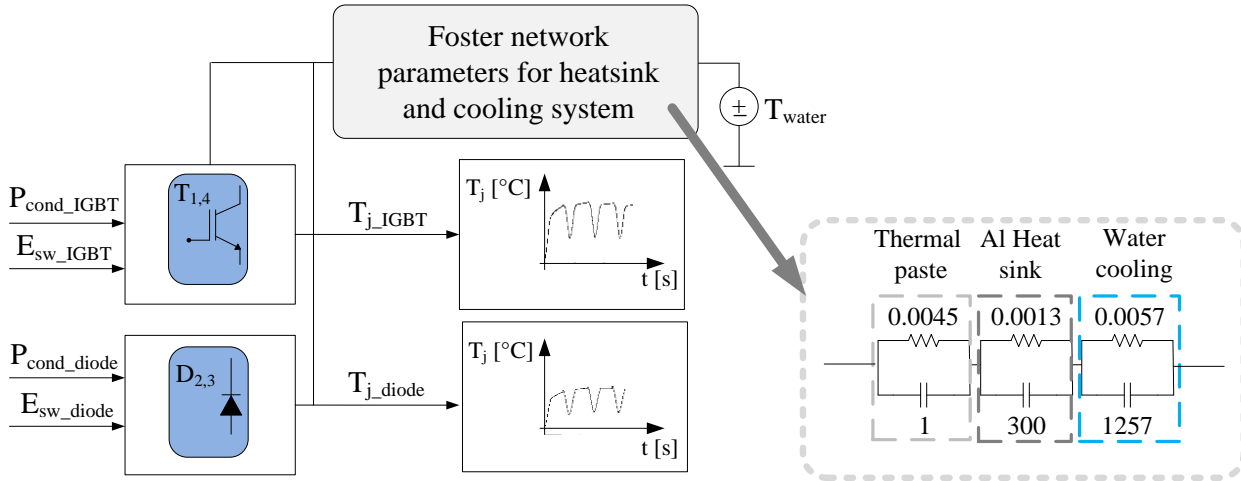 Foster network
parameters for heatsink
and cooling system
±
T_water
P_cond_IGBT
E_sw_IGBT
T_1,4
T_j_IGBT
T_j [°C]
t [s]
P_cond_diode
E_sw_diode
D_2,3
T_j_diode
T_j [°C]
t [s]
Thermal
paste
Al Heat
sink
Water
cooling
0.0045
0.0013
0.0057
1
300
1257